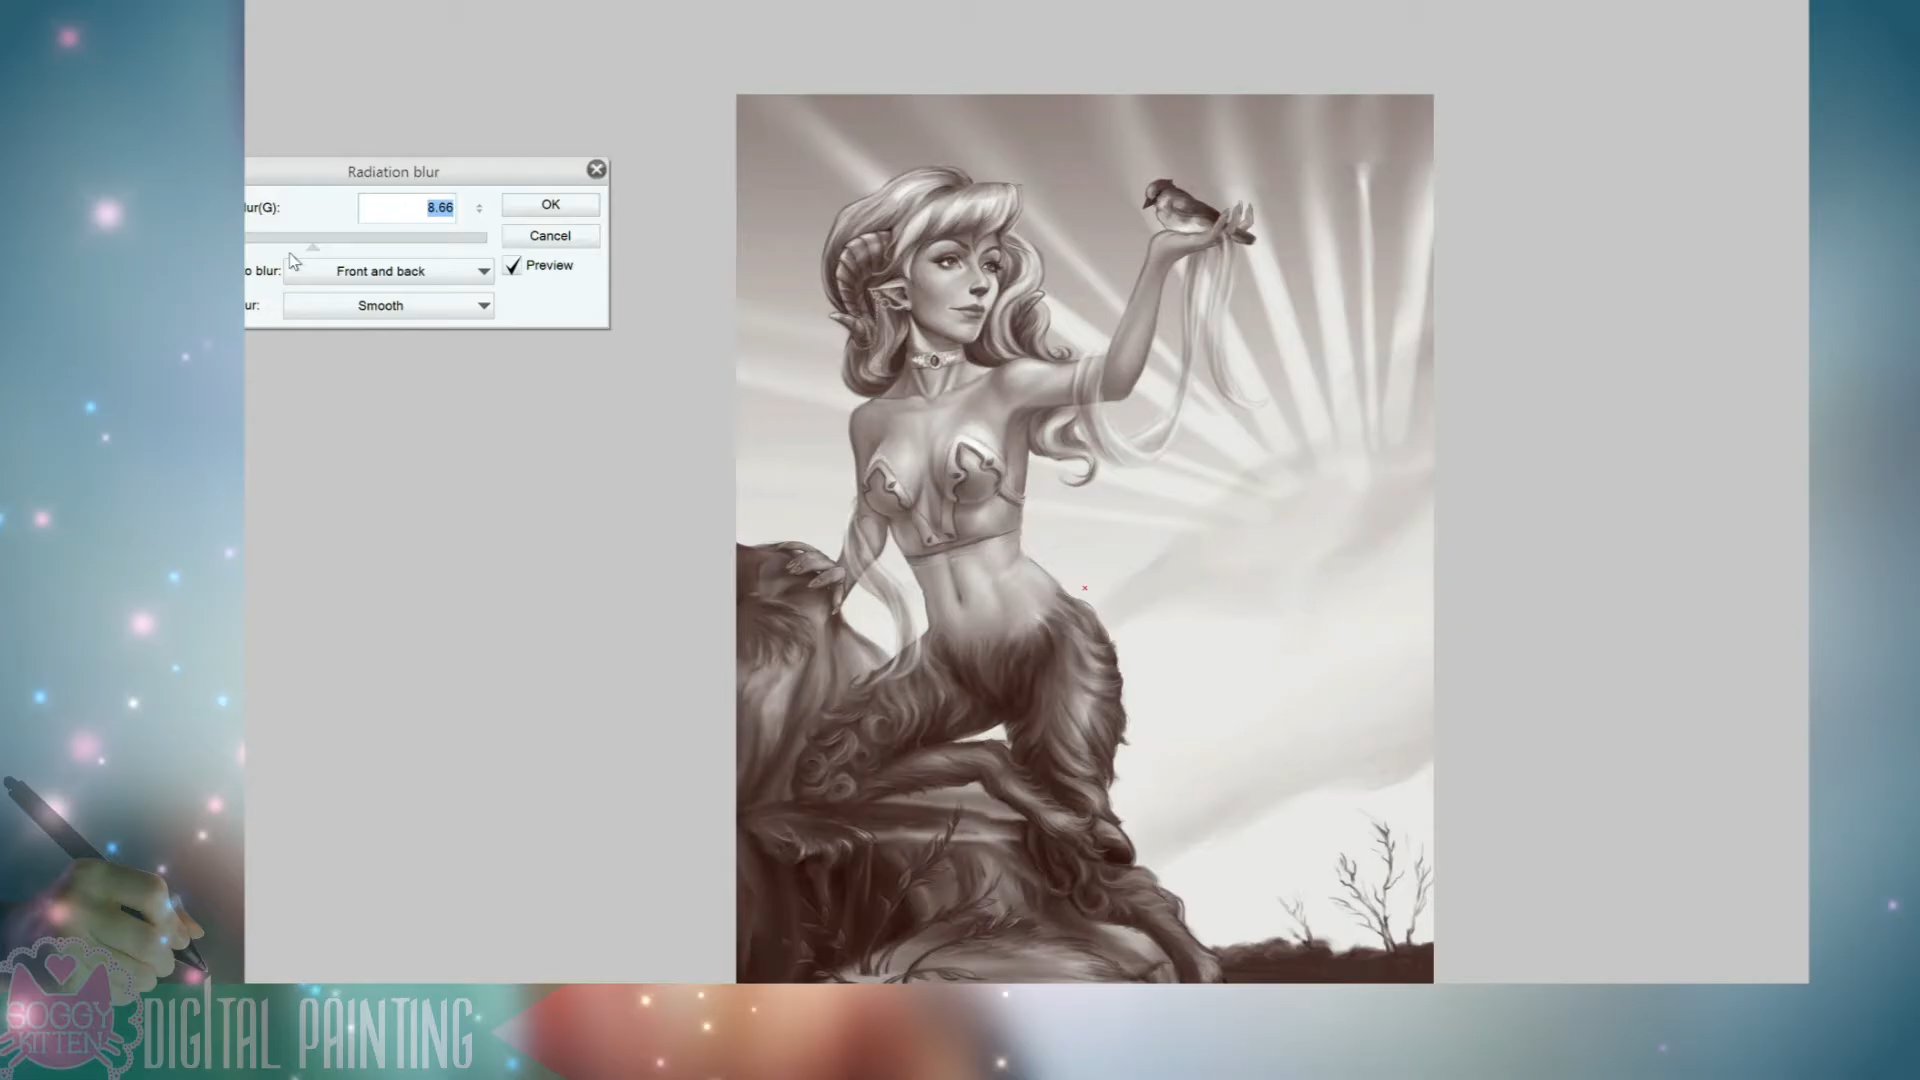 Radiation blur
lur(G):
8.66
OK
Cancel
o blur:
Front and back
Preview
ur:
Smooth
SOGGY
KITTEN
DIGITAL PAINTING